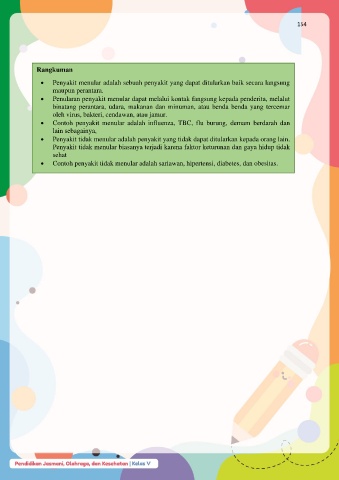 154
Rangkuman
• Penyakit menular adalah sebuah penyakit yang dapat ditularkan baik secara langsung
maupun perantara.
• Penularan penyakit menular dapat melalui kontak langsung kepada penderita, melalui
binatang perantara, udara, makanan dan minuman, atau benda benda yang tercemar
oleh virus, bakteri, cendawan, atau jamur.
• Contoh penyakit menular adalah influenza, TBC, flu burung, demam berdarah dan
lain sebagainya.
• Penyakit tidak menular adalah penyakit yang tidak dapat ditularkan kepada orang lain.
Penyakit tidak menular biasanya terjadi karena faktor keturunan dan gaya hidup tidak
sehat
• Contoh penyakit tidak menular adalah sariawan, hipertensi, diabetes, dan obesitas.
Pendidikan Jasmani, Olahraga, dan Kesehatan | Kelas V